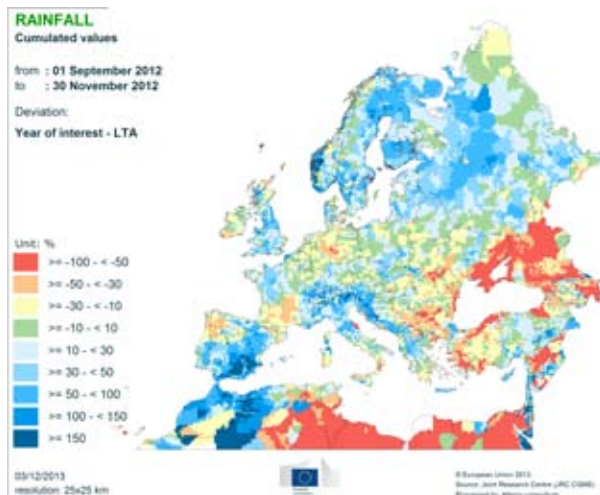 RAINFALL
Cumulated values
from : 01 September 2012
to : 30 November 2012
Deviation:
Year of interest - LTA
Unit: %
>= -100 - < -50
>= -50 - < -30
>= -30 - < -10
>= -10 - < 10
>= 10 - < 30
>= 30 - < 50
>= 50 - < 100
>= 100 - < 150
>= 150
03/12/2013
resolution: 25x25 km
© European Union 2013
Source: Joint Research Centre (JRC CGMS)